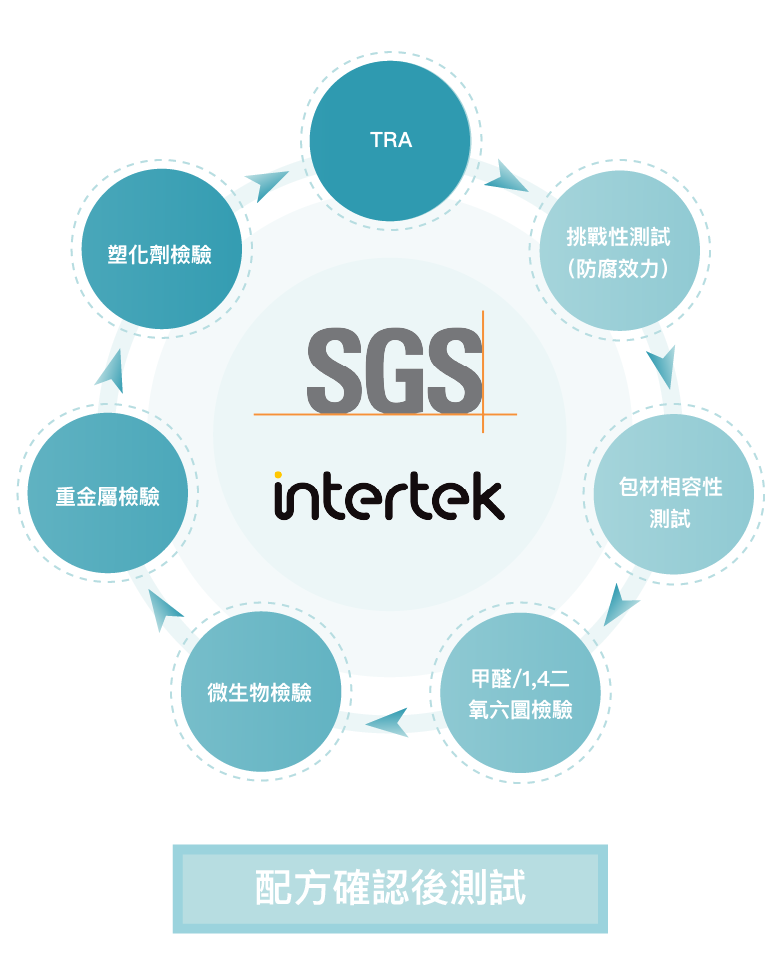 TRA
挑戰性測試
（防腐效力）
包材相容性
測試
甲醛/1,4二
氧六圜檢驗
微生物檢驗
重金屬檢驗
塑化劑檢驗
SGS
intertek
配方確認後測試